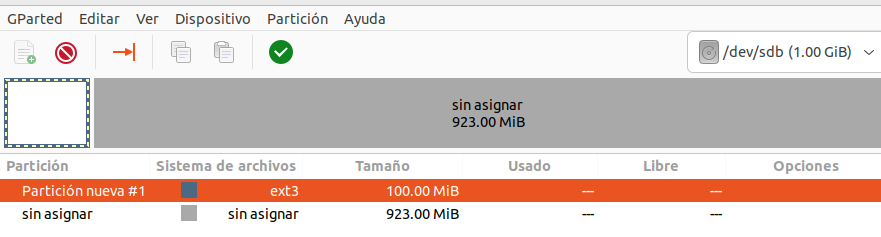 GParted Editar Ver Dispositivo Partición Ayuda
/dev/sdb (1.00 GiB)
sin asignar
923.00 MiB
Partición Sistema de archivos Tamaño Usado Libre Opciones
Partición nueva #1 ext3 100.00 MiB --- ---
sin asignar sin asignar 923.00 MiB --- ---